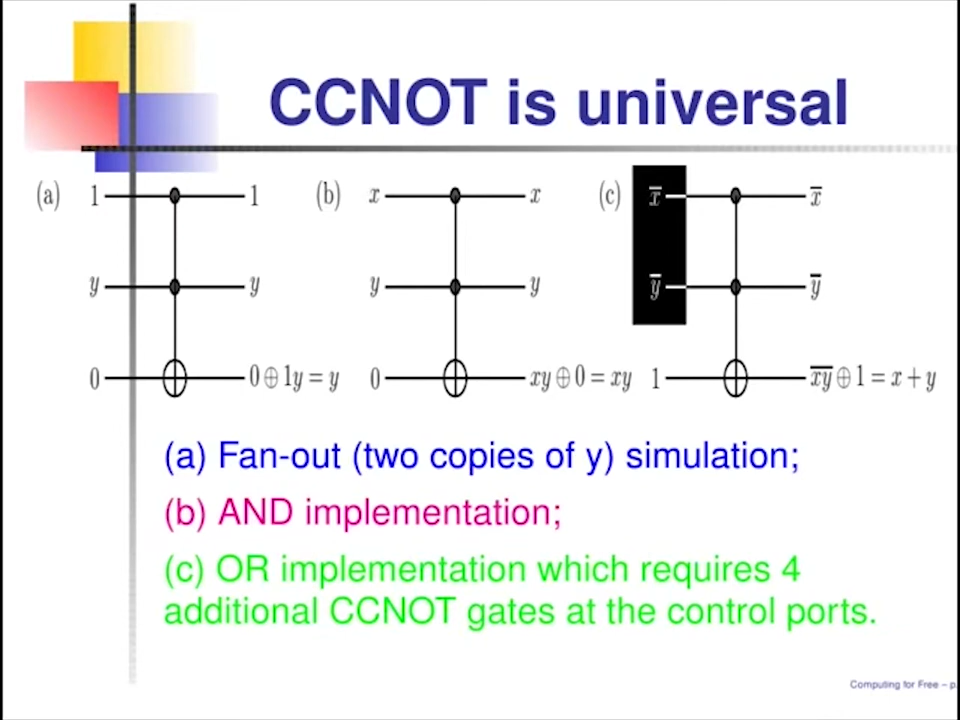 CCNOT is universal
(a) 1 1 (b) x x (c) x̅ x̅
y y y y y̅ y̅
0 0 ⊕ 1y = y 0 xy ⊕ 0 = xy 1 x̅y̅ ⊕ 1 = x + y
(a) Fan-out (two copies of y) simulation;
(b) AND implementation;
(c) OR implementation which requires 4
additional CCNOT gates at the control ports.
Computing for Free – p.